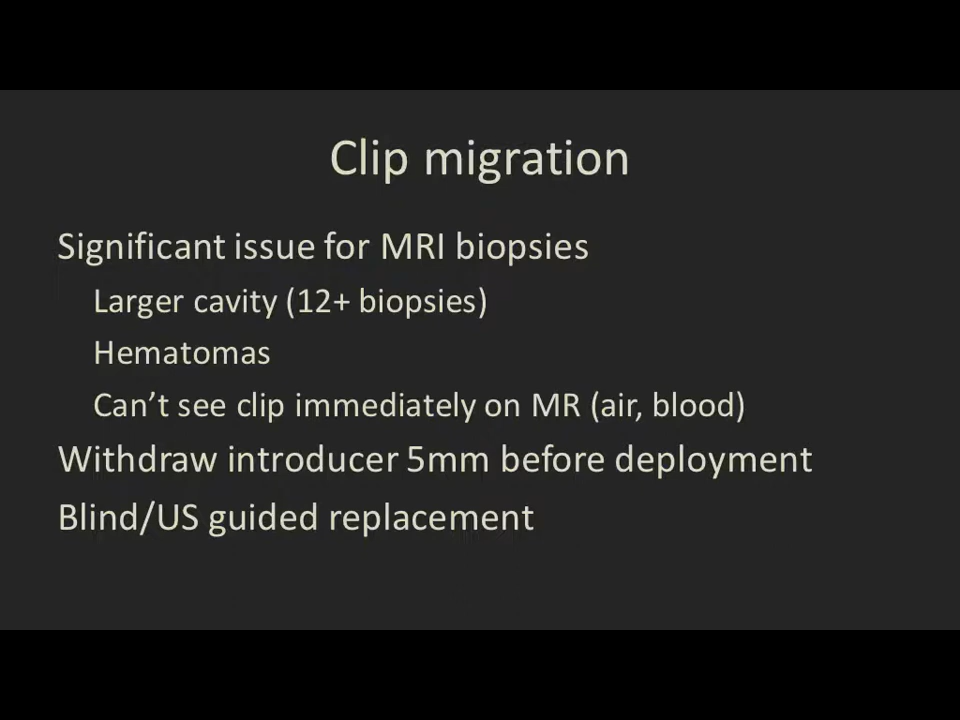 Clip migration
Significant issue for MRI biopsies
Larger cavity (12+ biopsies)
Hematomas
Can’t see clip immediately on MR (air, blood)
Withdraw introducer 5mm before deployment
Blind/US guided replacement